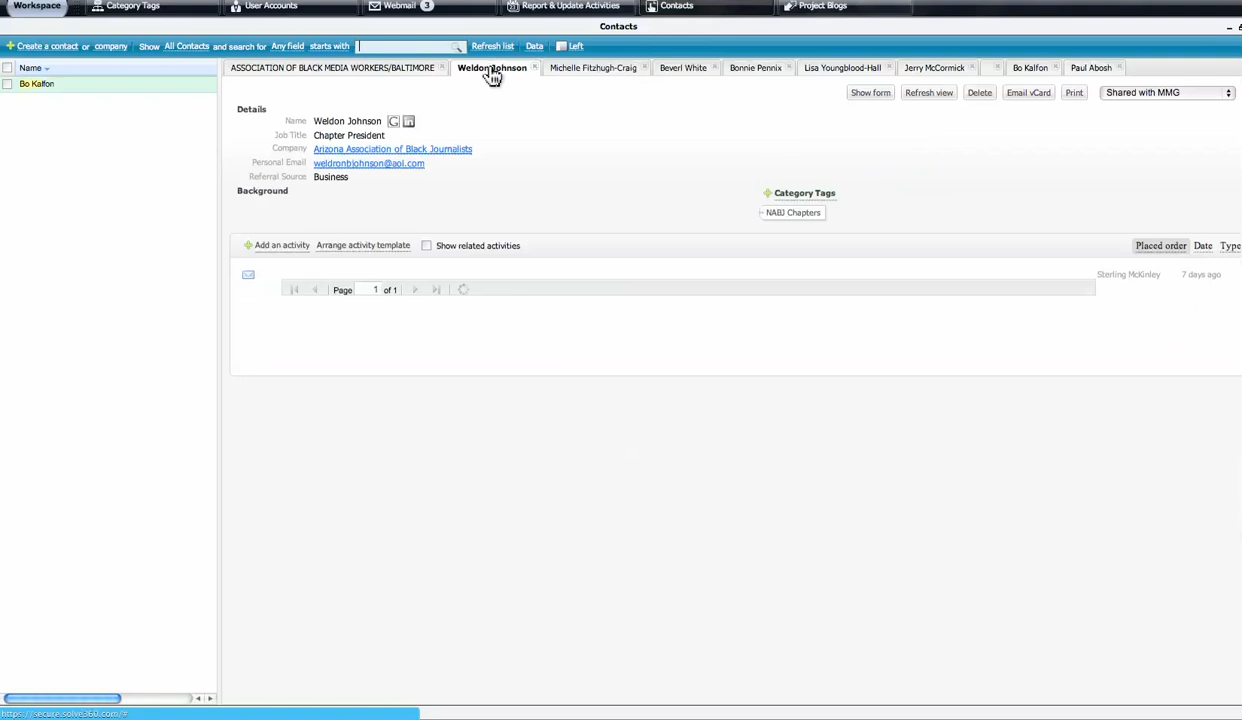 Workspace Category Tags User Accounts Webmail 3 Report & Update Activities Contacts Project Blogs
Contacts
Create a contact or company Show All Contacts and search for Any field starts with Refresh list Data Left
Name
Bo Kalfon
ASSOCIATION OF BLACK MEDIA WORKERS/BALTIMORE Weldon Johnson Michelle Fitzhugh-Craig Beverl White Bonnie Pennix Lisa Youngblood-Hall Jerry McCormick Bo Kalfon Paul Abosh
Show form Refresh view Delete Email vCard Print Shared with MMG
Details
Name Weldon Johnson
Job Title Chapter President
Company Arizona Association of Black Journalists
Personal Email weldronbjohnson@aol.com
Referral Source Business
Background
Category Tags
NABJ Chapters
Add an activity Arrange activity template Show related activities Placed order Date Type
Sterling McKinley 7 days ago
Page 1 of 1
https://secure.solve360.com/#